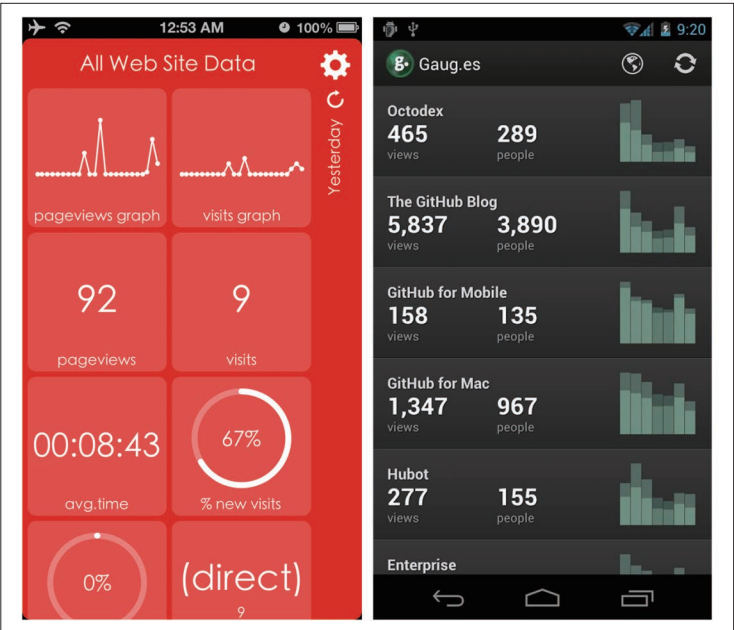 12:53 AM
100%
All Web Site Data
Yesterday
pageviews graph
visits graph
92
9
pageviews
visits
00:08:43
67%
avg.time
% new visits
0%
(direct)
9
9:20
g.
Gaug.es
Octodex
465 289
views people
The GitHub Blog
5,837 3,890
views people
GitHub for Mobile
158 135
views people
GitHub for Mac
1,347 967
views people
Hubot
277 155
views people
Enterprise